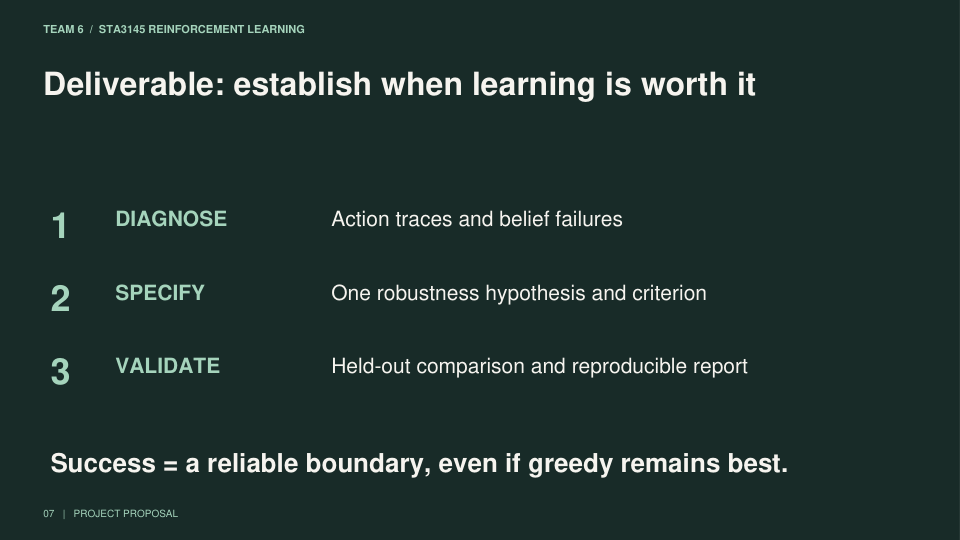 TEAM 6 / STA3145 REINFORCEMENT LEARNING
Deliverable: establish when learning is worth it
1 DIAGNOSE Action traces and belief failures
2 SPECIFY One robustness hypothesis and criterion
3 VALIDATE Held-out comparison and reproducible report
Success = a reliable boundary, even if greedy remains best.
07 | PROJECT PROPOSAL